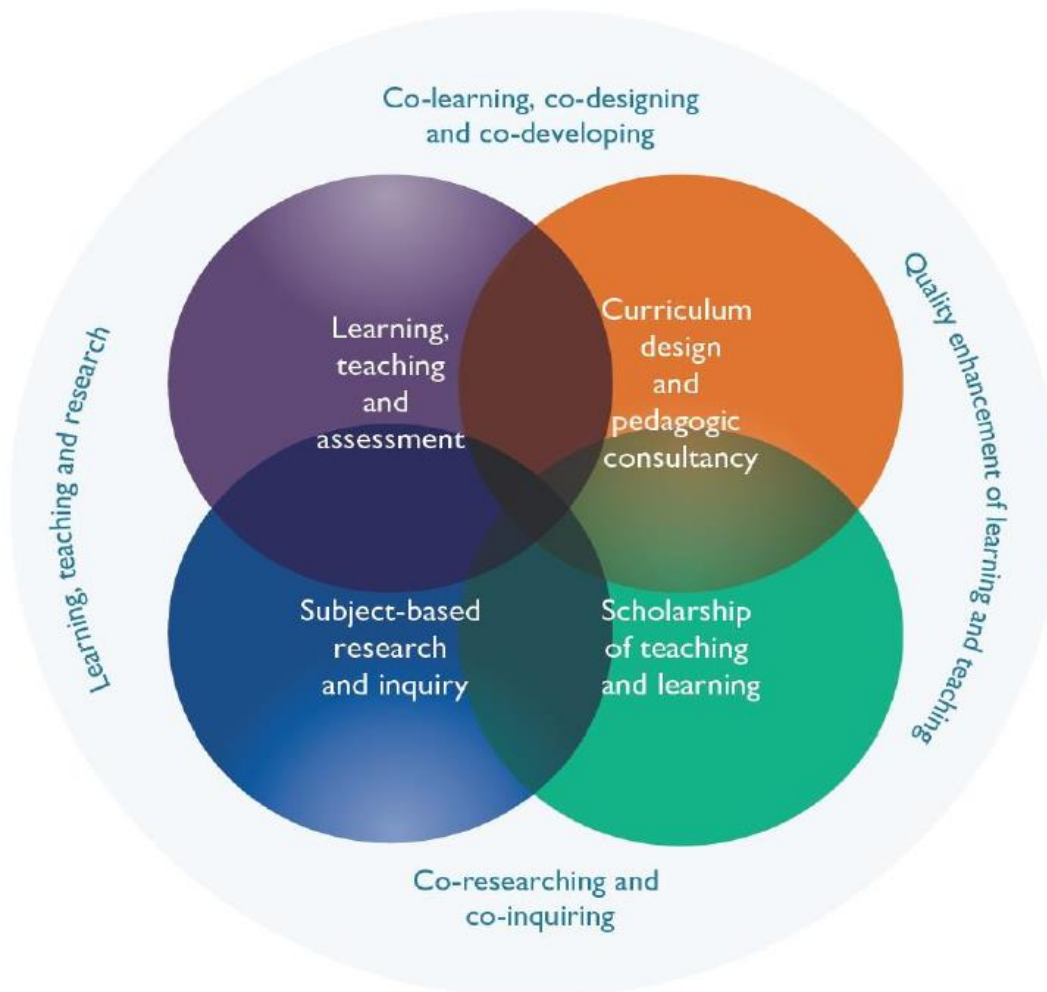 Co-learning, co-designing
and co-developing
Learning, teaching and research
Learning,
teaching
and
assessment
Curriculum
design
and
pedagogic
consultancy
Quality enhancement of learning and teaching
Subject-based
research
and inquiry
Scholarship
of teaching
and learning
Co-researching and
co-inquiring